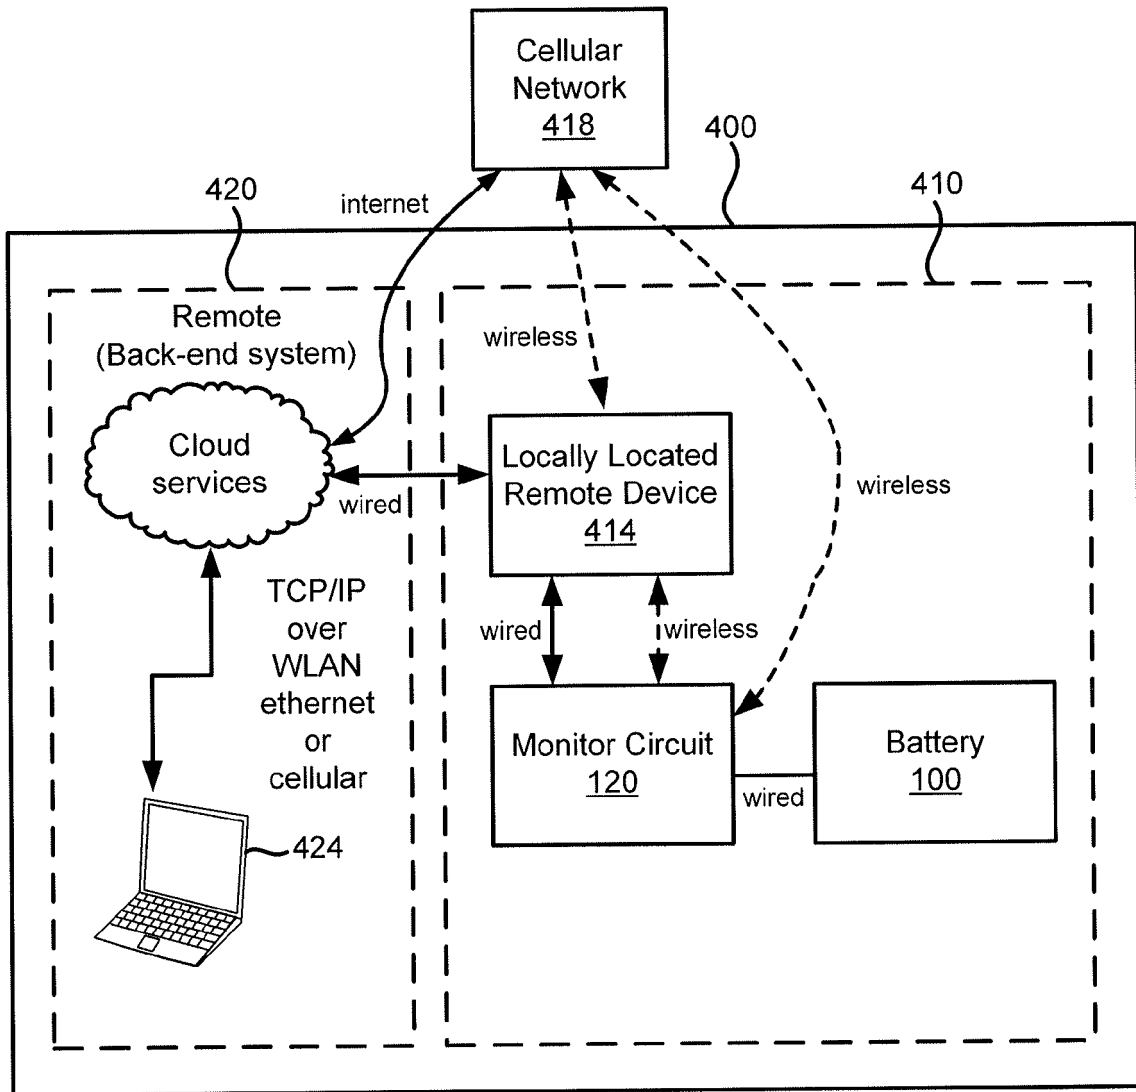 Cellular
Network
418
400
420
410
internet
Remote
(Back-end system)
wireless
Cloud
services
Locally Located
Remote Device
414
wireless
wired
TCP/IP
over
WLAN
ethernet
or
cellular
wired
wireless
Monitor Circuit
120
Battery
100
wired
424